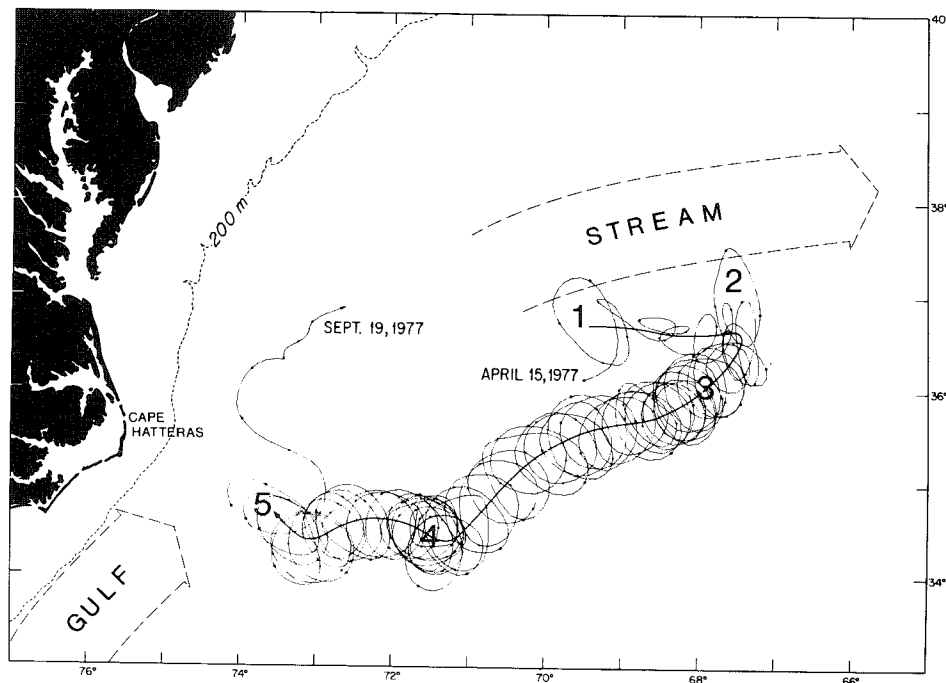 40
200 m
38°
STREAM
2
1
SEPT. 19, 1977
APRIL 15, 1977
3
36°
CAPE
HATTERAS
5
4
34°
GULF
76°
74°
72°
70°
68°
66°